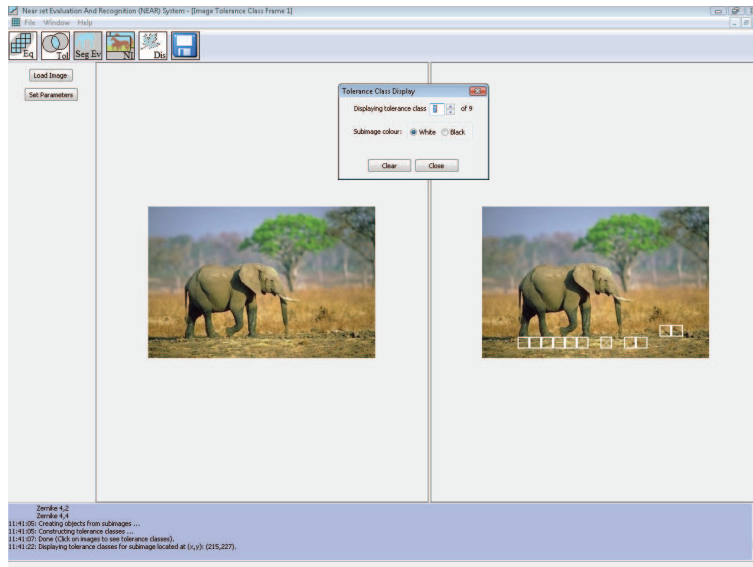 Near set Evaluation And Recognition (NEAR) System - [Image Tolerance Class Frame 1]
File Window Help
Eq Toll Seg Ev NI Dis
Load Image
Set Parameters
Tolerance Class Display
Displaying tolerance class of 9
Subimage colour: White Black
Clear Close
Zernike 4,2
Zernike 4,4
11:41:05: Creating objects from subimages ...
11:41:05: Constructing tolerance classes ...
11:41:07: Done (Click on images to see tolerance classes).
11:41:22: Displaying tolerance classes for subimage located at (x,y): (215,227).